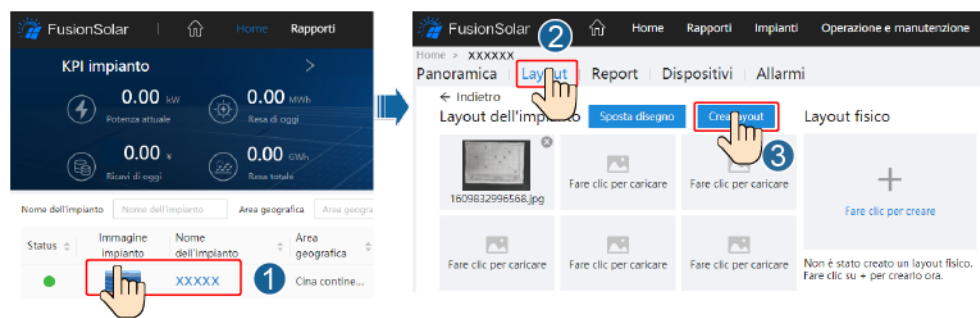 FusionSolar
Home
Rapporti
KPI impianto
>
0.00 kW
Potenza attuale
0.00 MWh
Resa di oggi
0.00 ¥
Ricavi di oggi
0.00 GWh
Resa totale
Nome dell'impianto
Nome dell'impianto
Area geografica
Area geogra
Status
Immagine impianto
Nome dell'impianto
Area geografica
XXXXX
1
Cina contine...
FusionSolar
2
Home
Rapporti
Impianti
Operazione e manutenzione
Home > XXXXXX
Panoramica
Layout
Report
Dispositivi
Allarmi
← Indietro
Layout dell'impianto
Sposta disegno
Crea layout
3
Layout fisico
1609832996568.jpg
Fare clic per caricare
Fare clic per caricare
Fare clic per creare
Fare clic per caricare
Fare clic per caricare
Fare clic per caricare
Non è stato creato un layout fisico.
Fare clic su + per crearlo ora.